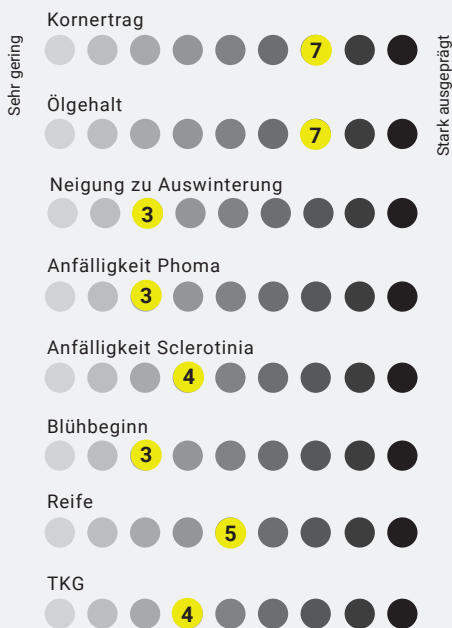 Kornertrag
7
Sehr gering
Stark ausgeprägt
Ölgehalt
7
Neigung zu Auswinterung
3
Anfälligkeit Phoma
3
Anfälligkeit Sclerotinia
4
Blühbeginn
3
Reife
5
TKG
4